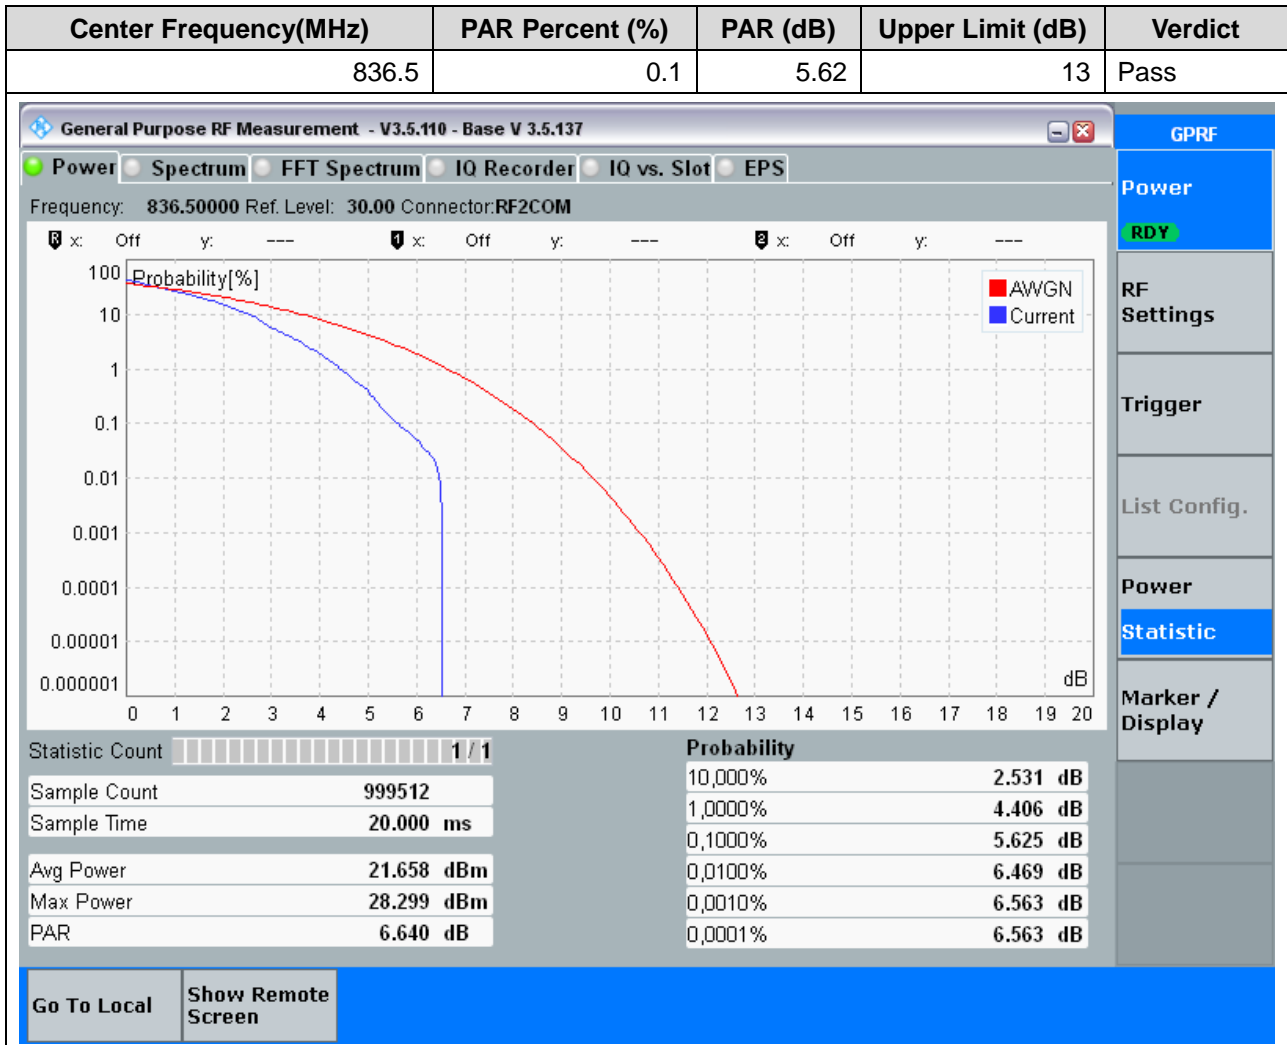 Center Frequency(MHz) PAR Percent (%) PAR (dB) Upper Limit (dB) Verdict
836.5 0.1 5.62 13 Pass
General Purpose RF Measurement - V3.5.110 - Base V 3.5.137
GPRF
Power Spectrum FFT Spectrum IQ Recorder IQ vs. Slot EPS
Frequency: 836.50000 Ref. Level: 30.00 Connector:RF2COM
R x: Off y: --- 1 x: Off y: --- 2 x: Off y: ---
Probability[%]
AWGN
Current
100
10
1
0.1
0.01
0.001
0.0001
0.00001
0.000001
dB
0 1 2 3 4 5 6 7 8 9 10 11 12 13 14 15 16 17 18 19 20
Statistic Count 1 / 1
Sample Count 999512
Sample Time 20.000 ms
Avg Power 21.658 dBm
Max Power 28.299 dBm
PAR 6.640 dB
Probability
10,000% 2.531 dB
1,0000% 4.406 dB
0,1000% 5.625 dB
0,0100% 6.469 dB
0,0010% 6.563 dB
0,0001% 6.563 dB
Power
RDY
RF
Settings
Trigger
List Config.
Power
Statistic
Marker /
Display
Go To Local
Show Remote
Screen